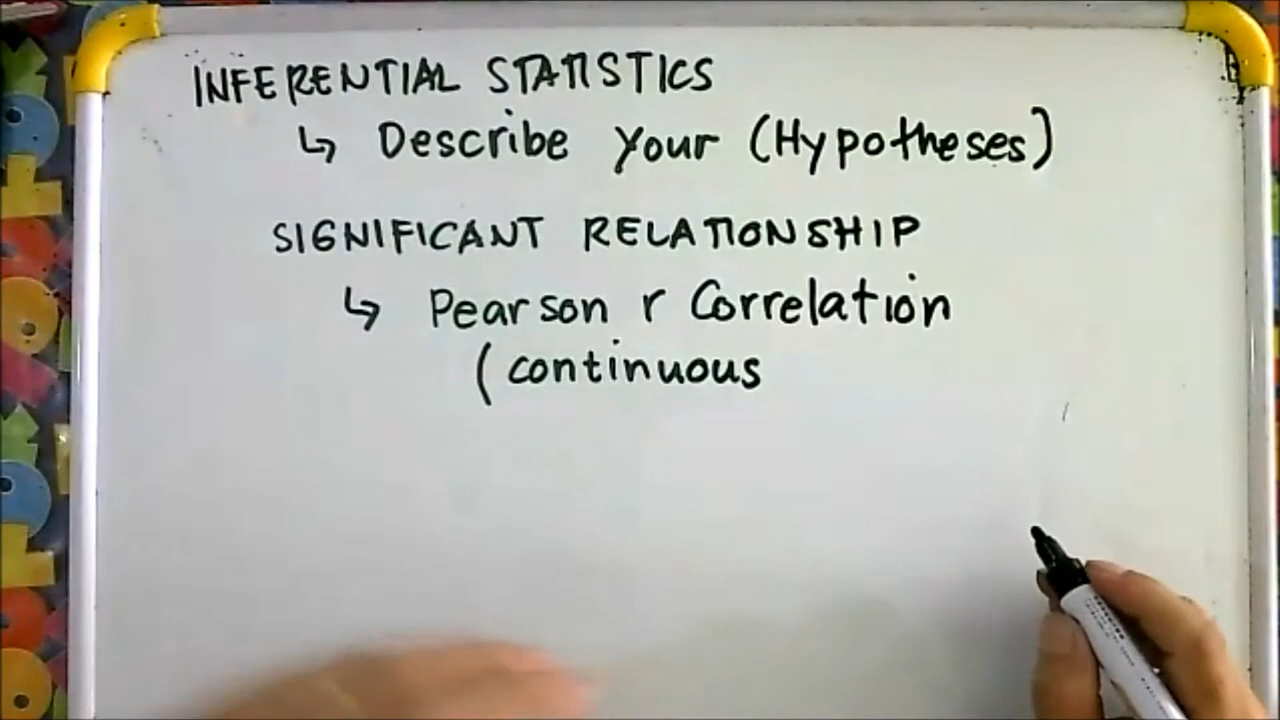 INFERENTIAL STATISTICS
↳ Describe Your (Hypotheses)
SIGNIFICANT RELATIONSHIP
↳ Pearson r Correlation
(continuous